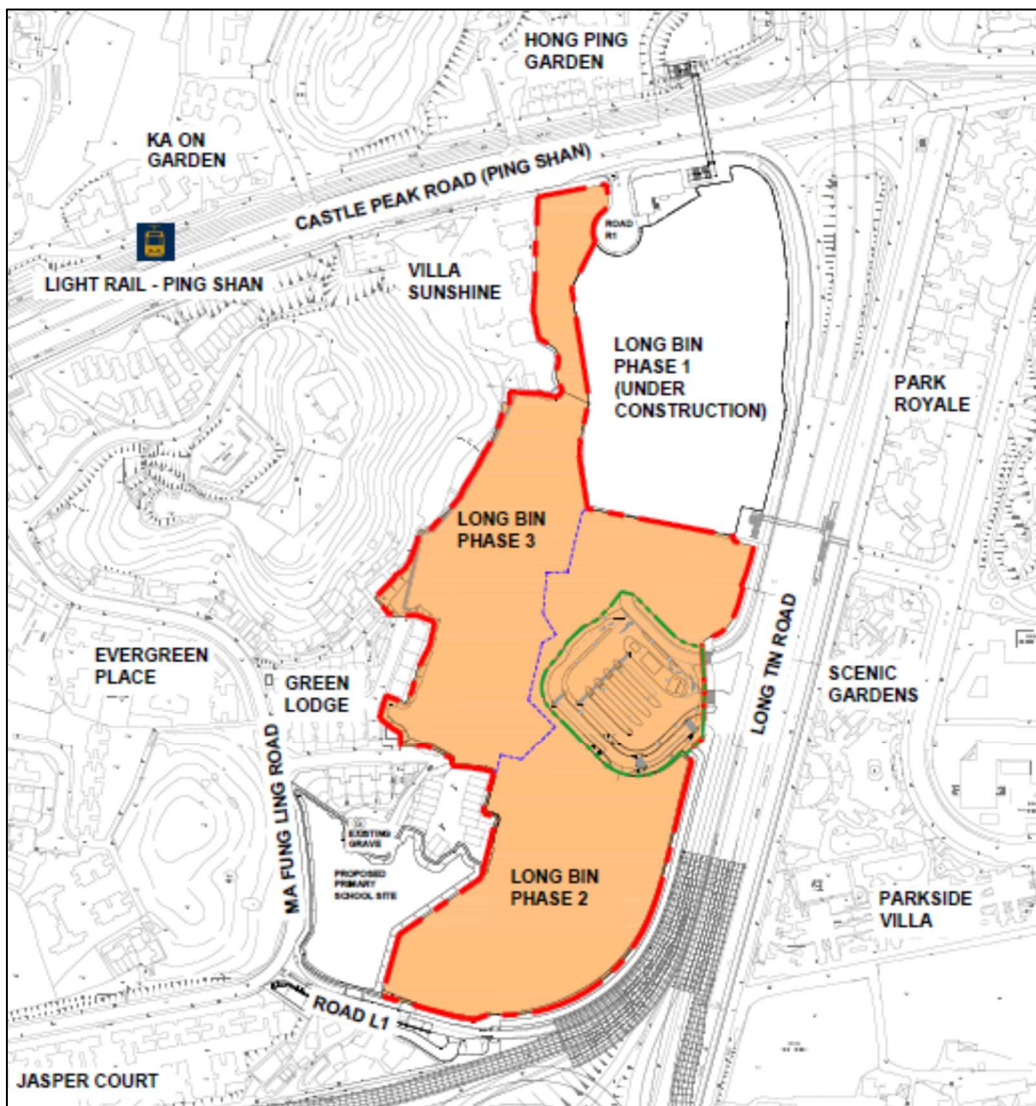 HONG PING
GARDEN
KA ON
GARDEN
CASTLE PEAK ROAD (PING SHAN)
LIGHT RAIL - PING SHAN
VILLA
SUNSHINE
ROAD
R1
LONG BIN
PHASE 1
(UNDER
CONSTRUCTION)
PARK
ROYALE
LONG BIN
PHASE 3
LONG TIN ROAD
EVERGREEN
PLACE
GREEN
LODGE
SCENIC
GARDENS
MA FUNG LING ROAD
EXISTING
GRAVE
PROPOSED
PRIMARY
SCHOOL SITE
LONG BIN
PHASE 2
PARKSIDE
VILLA
ROAD L1
JASPER COURT